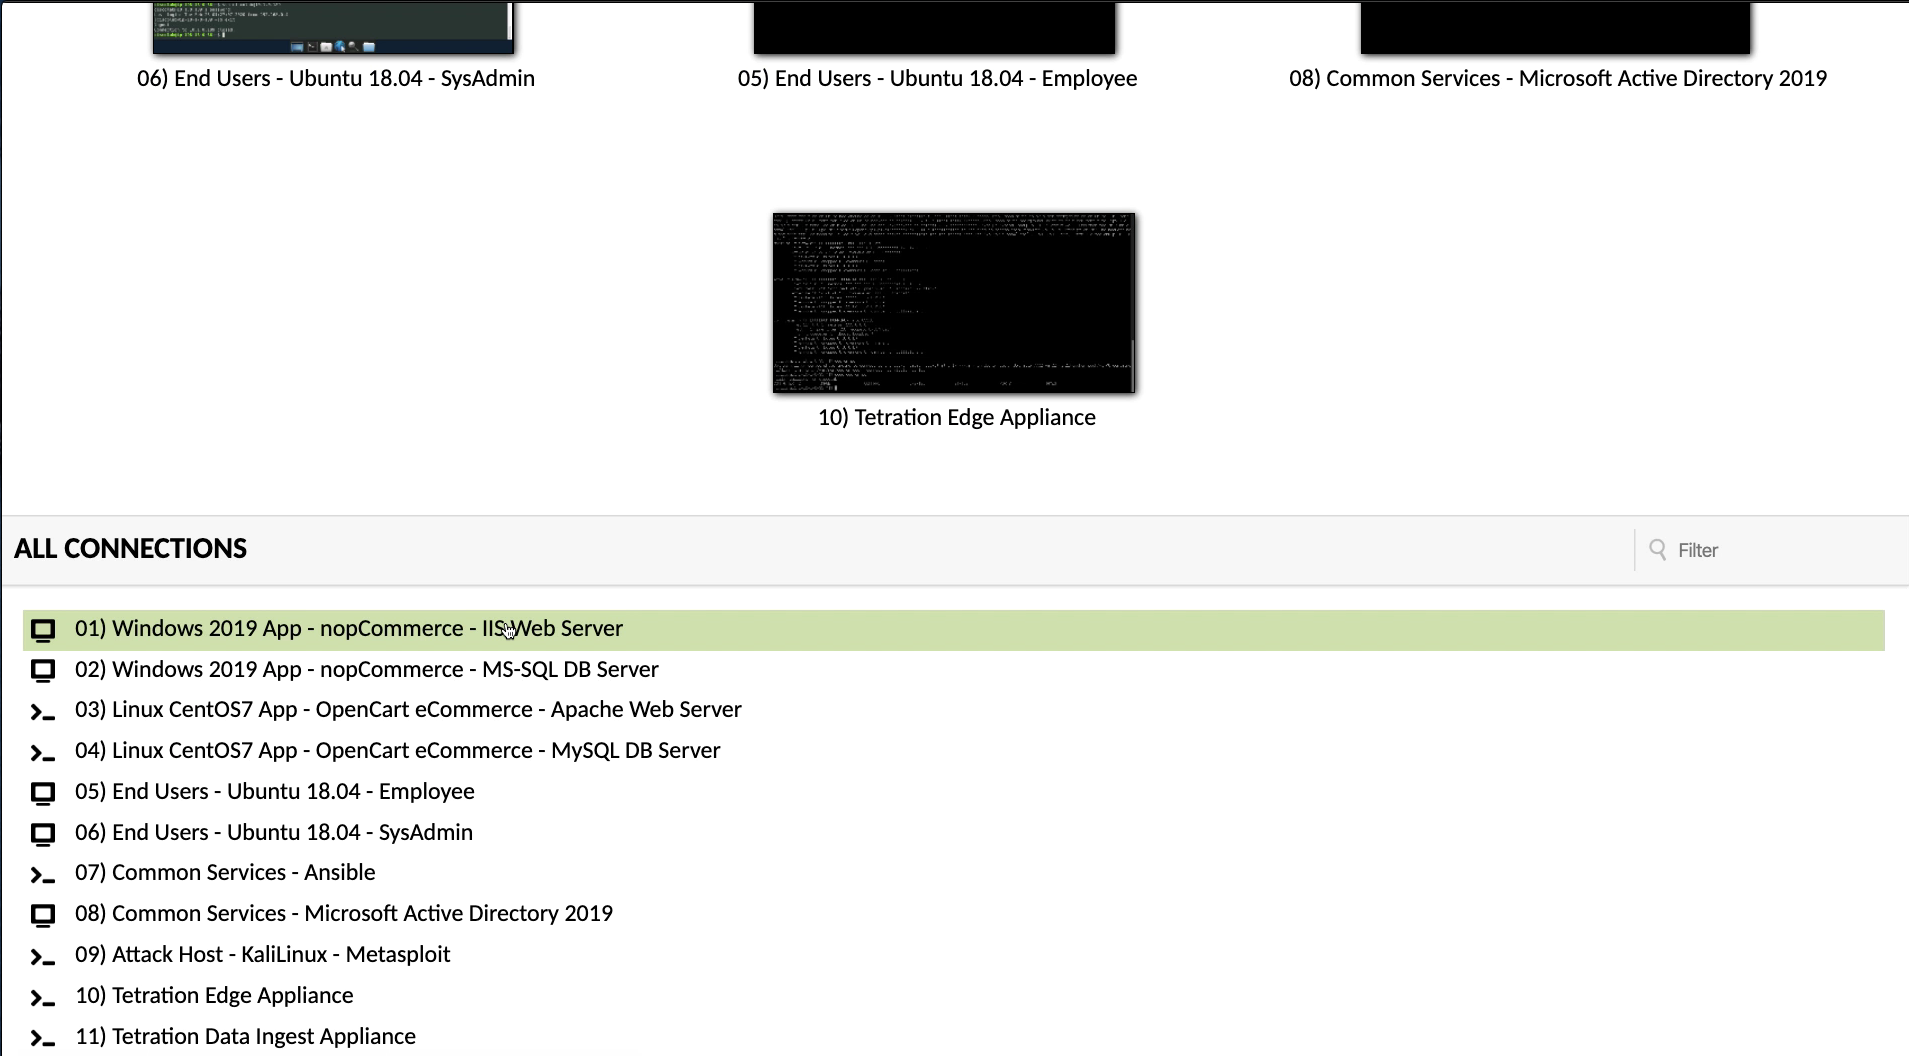 06) End Users - Ubuntu 18.04 - SysAdmin
05) End Users - Ubuntu 18.04 - Employee
08) Common Services - Microsoft Active Directory 2019
10) Tetration Edge Appliance
ALL CONNECTIONS
Filter
01) Windows 2019 App - nopCommerce - IIS Web Server
02) Windows 2019 App - nopCommerce - MS-SQL DB Server
03) Linux CentOS7 App - OpenCart eCommerce - Apache Web Server
04) Linux CentOS7 App - OpenCart eCommerce - MySQL DB Server
05) End Users - Ubuntu 18.04 - Employee
06) End Users - Ubuntu 18.04 - SysAdmin
07) Common Services - Ansible
08) Common Services - Microsoft Active Directory 2019
09) Attack Host - KaliLinux - Metasploit
10) Tetration Edge Appliance
11) Tetration Data Ingest Appliance